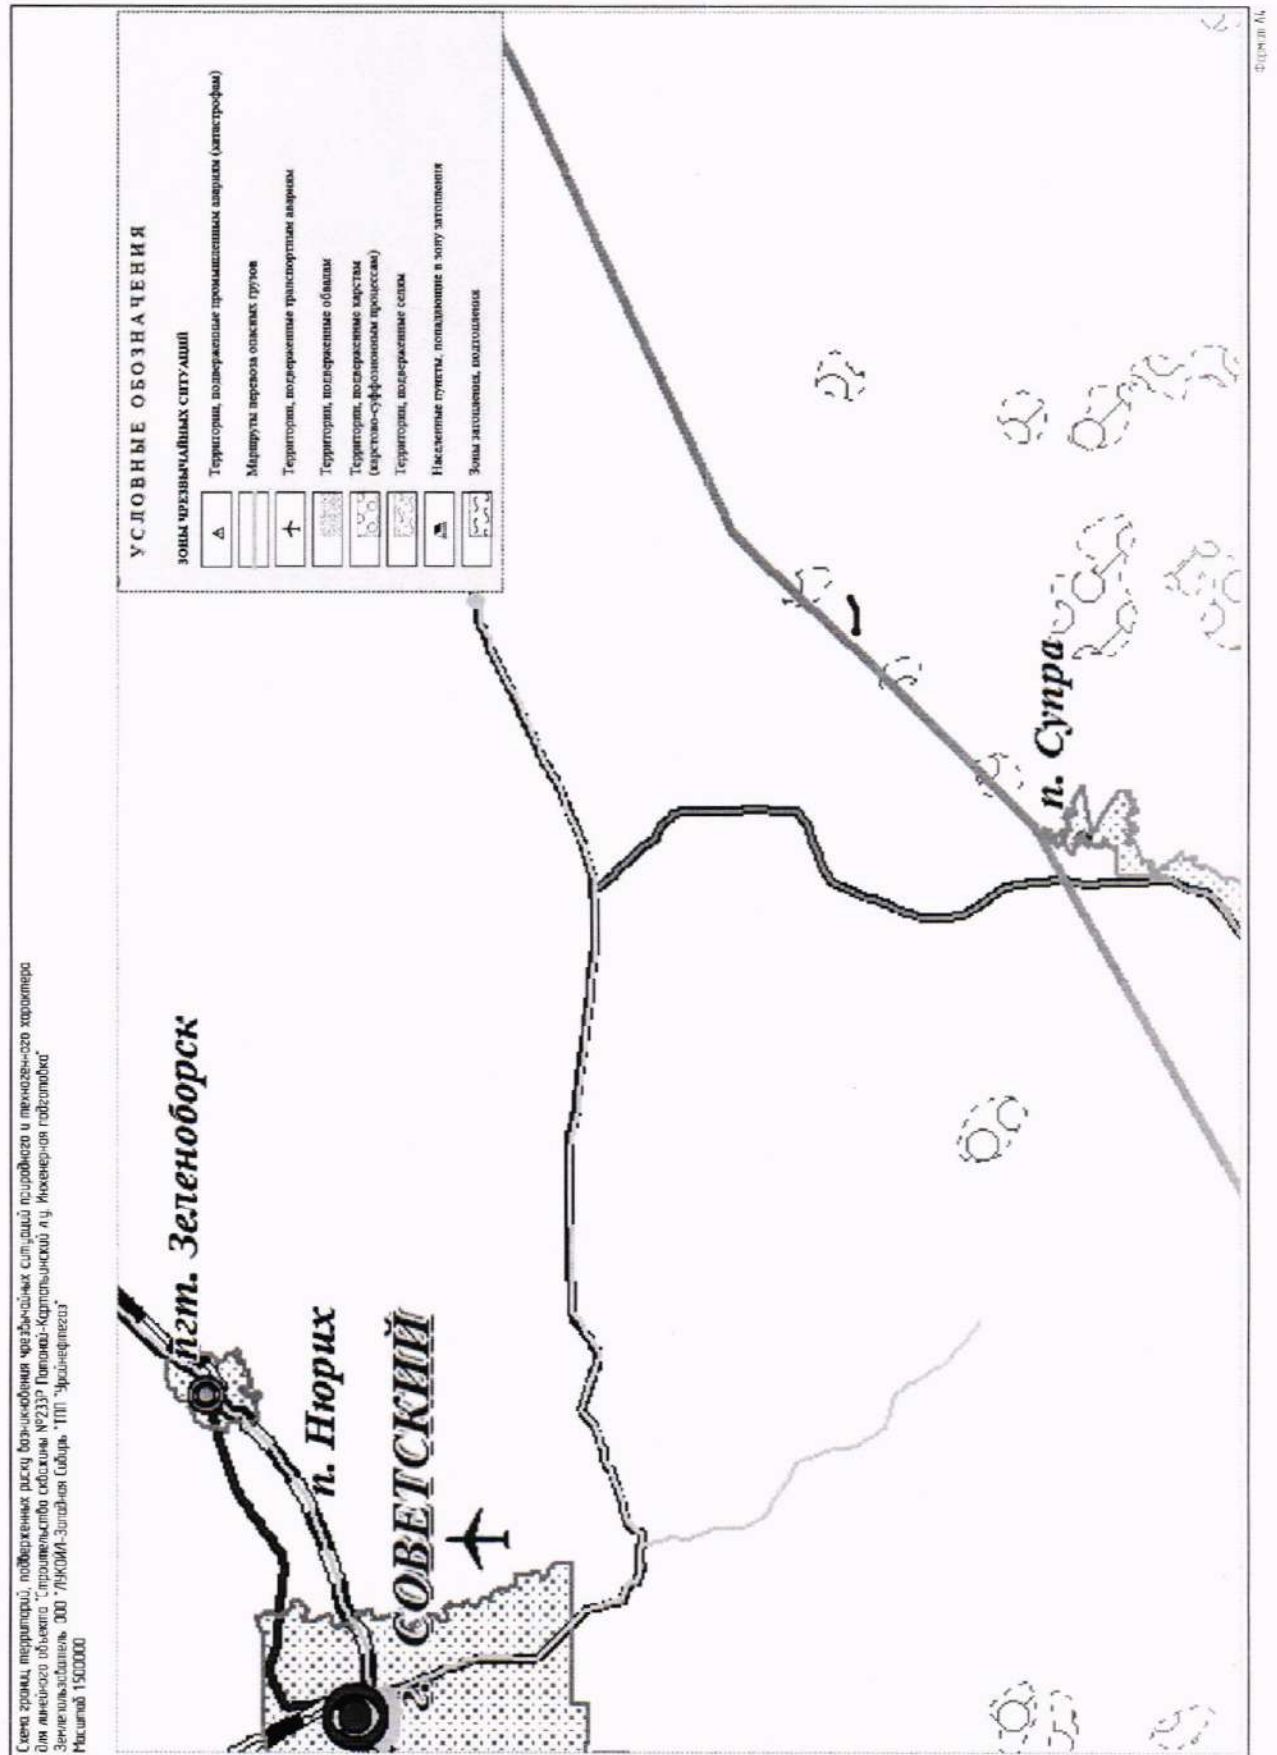 Схема границ территорий, подверженных риску возникновения чрезвычайных ситуаций природного и техногенного характера
для линейного объекта "Строительство скважины №233Р Потанай-Картопьинский л.у. Инженерная подготовка"
Землепользователь ООО "ЛУКОЙЛ-Западная Сибирь "ТПП "Урайнефтегаз"
Масштаб 1:500000
УСЛОВНЫЕ ОБОЗНАЧЕНИЯ
ЗОНЫ ЧРЕЗВЫЧАЙНЫХ СИТУАЦИЙ
Территории, подверженные промышленным авариям (катастрофам)
Маршруты перевоза опасных грузов
Территории, подверженные транспортным авариям
Территории, подверженные обвалам
Территории, подверженные карстам
(карстово-суффозионным процессам)
Территории, подверженные селям
Населенные пункты, попадающие в зону затопления
Зоны затопления, подтопления
пгт. Зеленоборск
п. Нюрих
г. СОВЕТСКИЙ
п. Супра
Формат А4